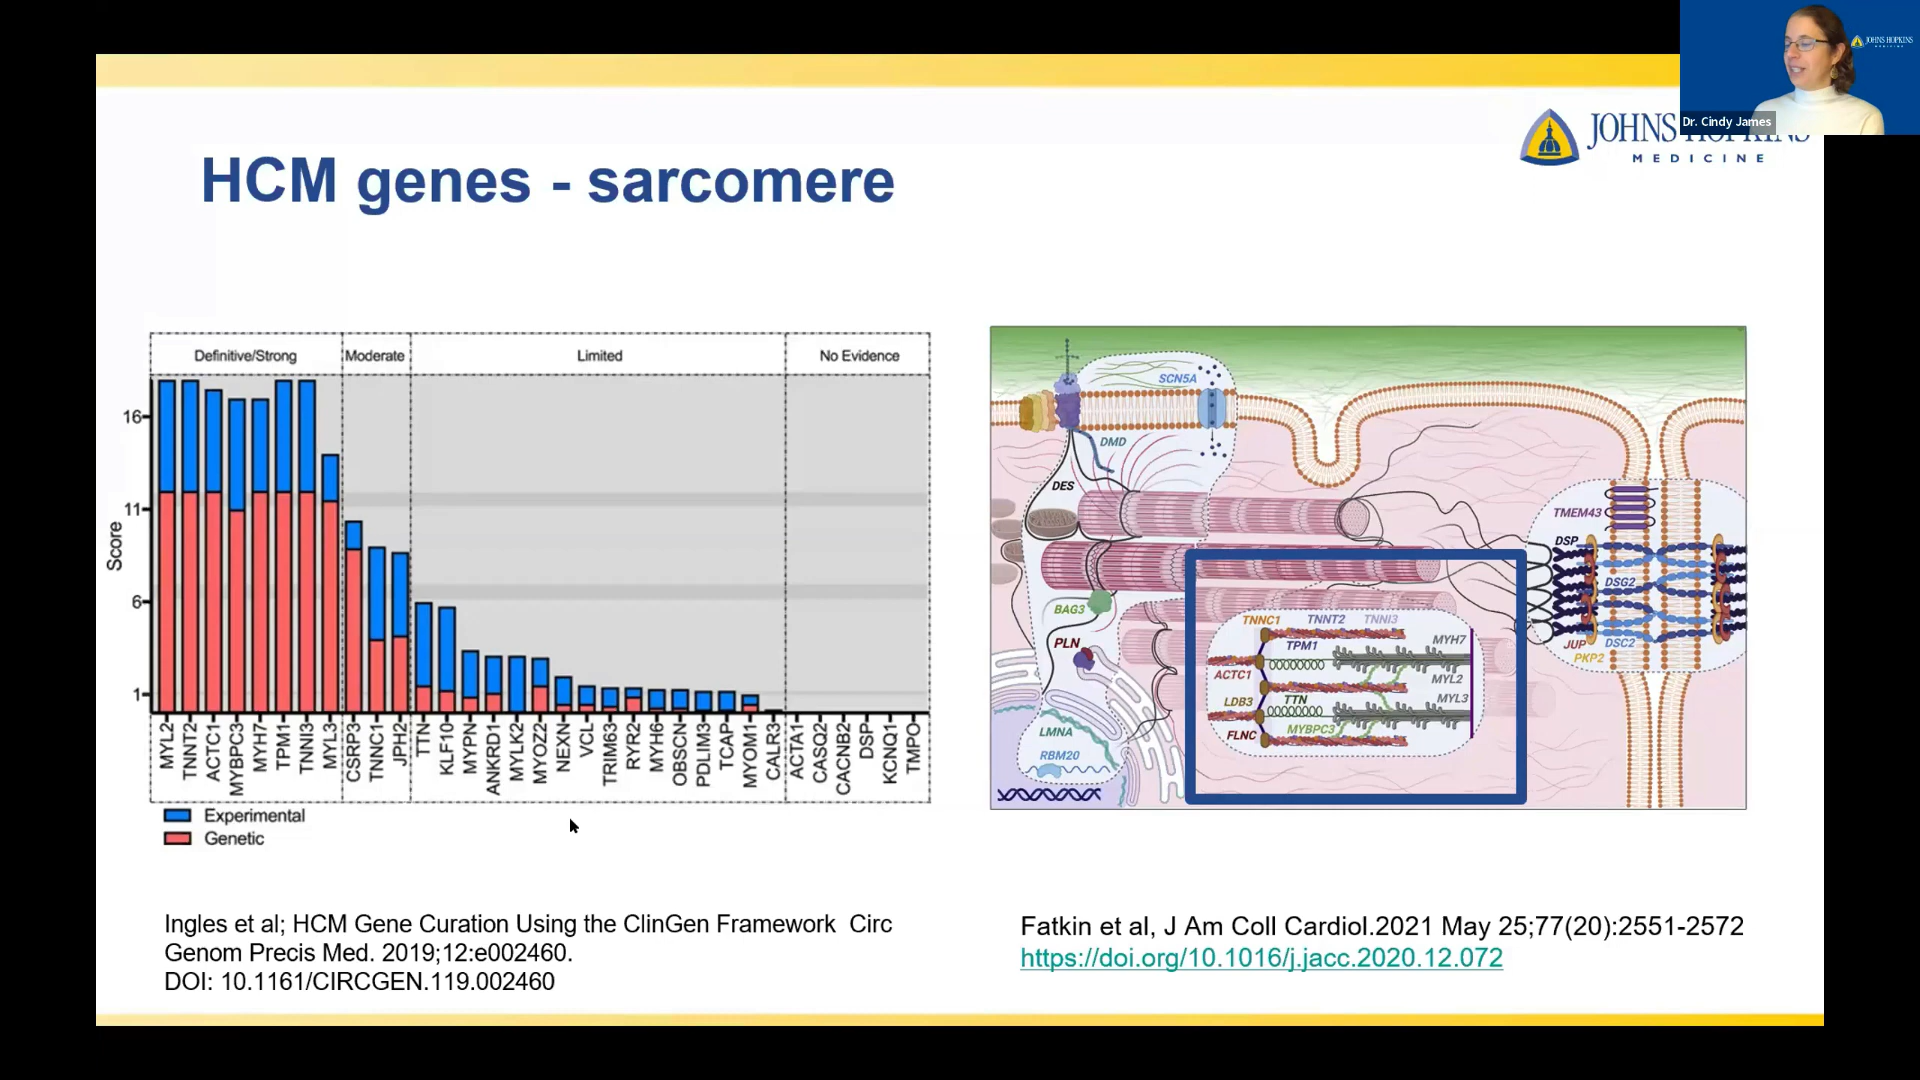 JOHNS HOPKINS
MEDICINE
Dr. Cindy James
JOHNS HOPKINS
MEDICINE
HCM genes - sarcomere
Definitive/Strong
Moderate
Limited
No Evidence
Score
16
11
6
1
MYL2
TNNT2
ACTC1
MYBPC3
MYH7
TPM1
TNNI3
MYL3
CSRP3
TNNC1
JPH2
TTN
KLF10
MYPN
ANKRD1
MYLK2
MYOZ2
NEXN
VCL
TRIM63
RYR2
MYH6
OBSCN
PDLIM3
TCAP
MYOM1
CALR3
ACTA1
CASQ2
CACNB2
DSP
KCNQ1
TMPO
Experimental
Genetic
SCN5A
DMD
DES
TMEM43
DSP
DSG2
BAG3
TNNC1 TNNT2 TNNI3
PLN
TPM1
MYH7
JUP
DSC2
PKP2
ACTC1
MYL2
LDB3
TTN
MYL3
LMNA
FLNC
MYBPC3
RBM20
Ingles et al; HCM Gene Curation Using the ClinGen Framework Circ
Genom Precis Med. 2019;12:e002460.
DOI: 10.1161/CIRCGEN.119.002460
Fatkin et al, J Am Coll Cardiol.2021 May 25;77(20):2551-2572
https://doi.org/10.1016/j.jacc.2020.12.072